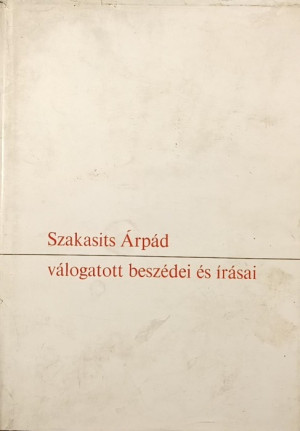 Szakasits Árpád
válogatott beszédei és írásai